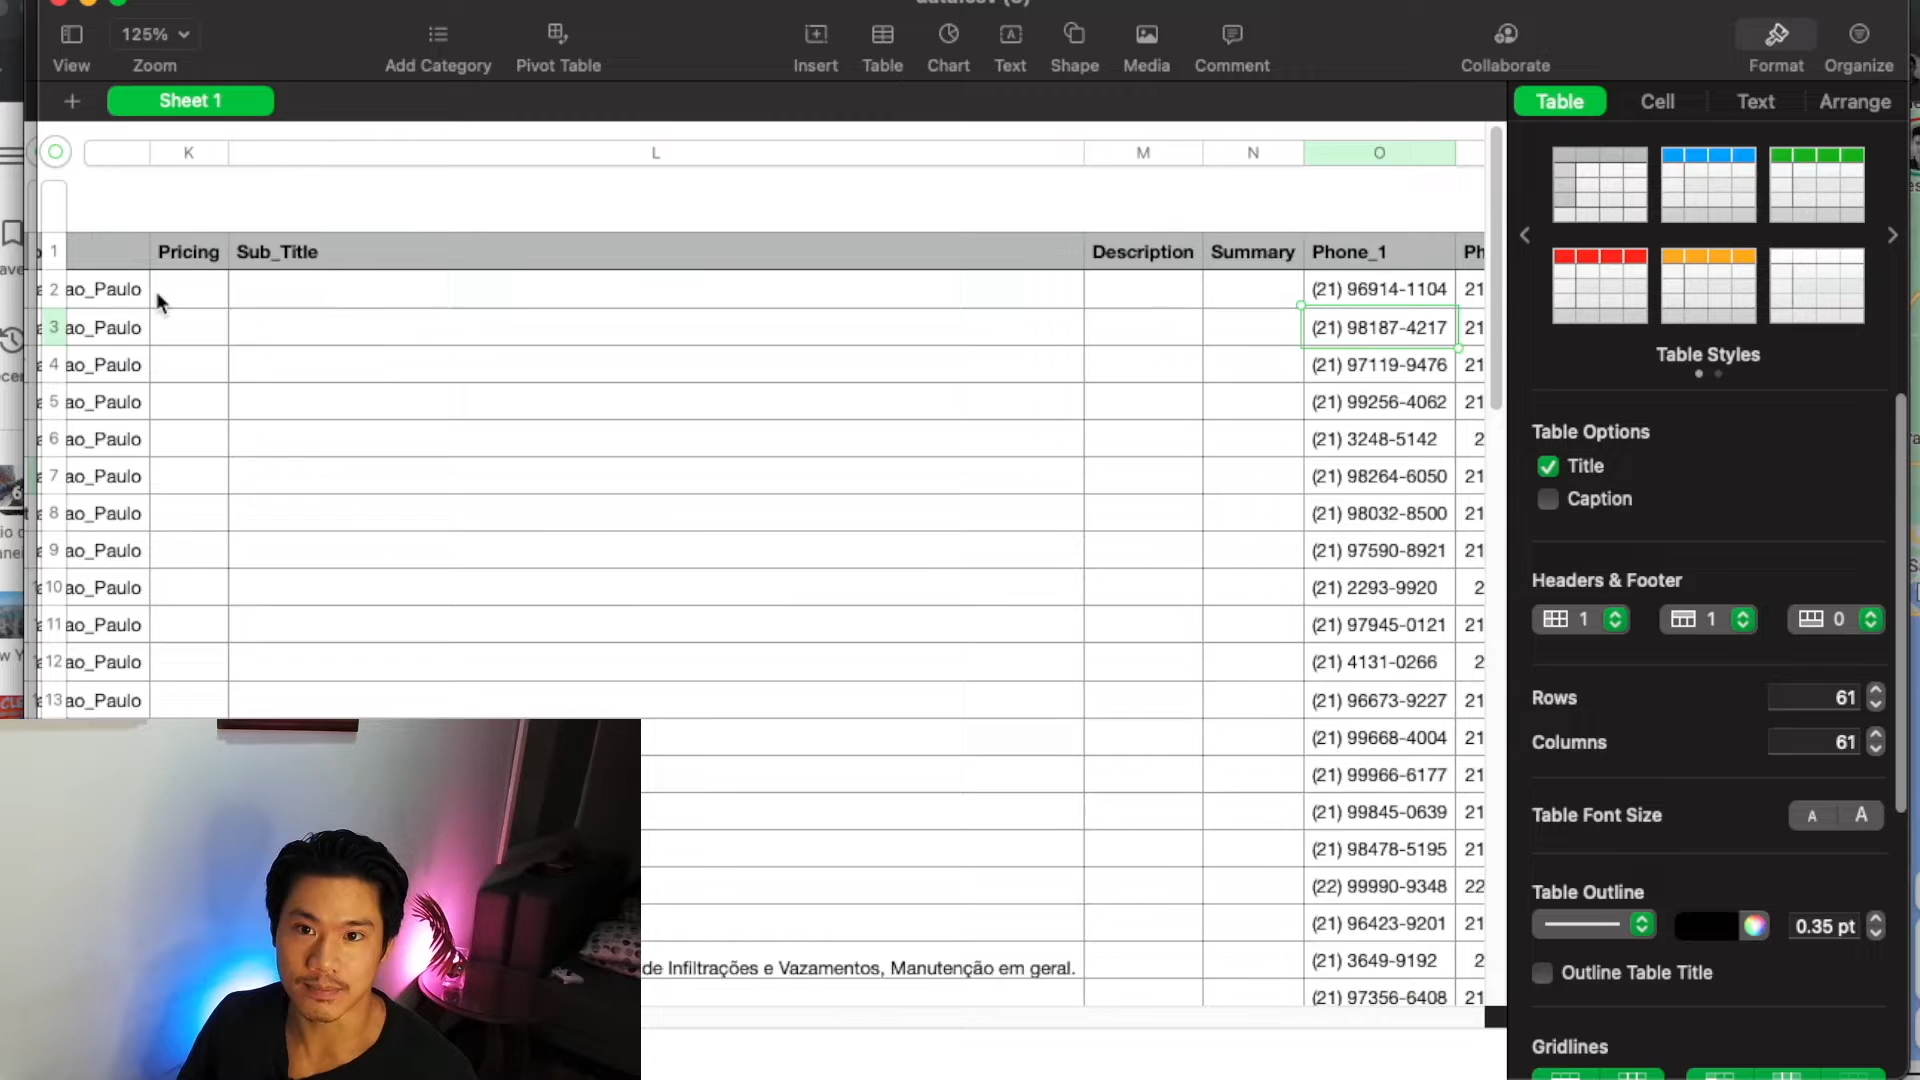 125%
View
Zoom
Add Category
Pivot Table
Insert
Table
Chart
Text
Shape
Media
Comment
Collaborate
Format
Organize
Sheet 1
Table
Cell
Text
Arrange
K
L
M
N
O
1 Pricing Sub_Title Description Summary Phone_1 Ph
2 ao_Paulo (21) 96914-1104 21
3 ao_Paulo (21) 98187-4217 21
4 ao_Paulo (21) 97119-9476 21
5 ao_Paulo (21) 99256-4062 21
6 ao_Paulo (21) 3248-5142 2
7 ao_Paulo (21) 98264-6050 21
8 ao_Paulo (21) 98032-8500 21
9 ao_Paulo (21) 97590-8921 21
10 ao_Paulo (21) 2293-9920 2
11 ao_Paulo (21) 97945-0121 21
12 ao_Paulo (21) 4131-0266 2
13 ao_Paulo (21) 96673-9227 21
(21) 99668-4004 21
(21) 99966-6177 21
(21) 99845-0639 21
(21) 98478-5195 21
(22) 99990-9348 22
(21) 96423-9201 21
de Infiltrações e Vazamentos, Manutenção em geral. (21) 3649-9192 2
(21) 97356-6408 21
Table Styles
Table Options
Title
Caption
Headers & Footer
1
1
0
Rows 61
Columns 61
Table Font Size A A
Table Outline
0.35 pt
Outline Table Title
Gridlines